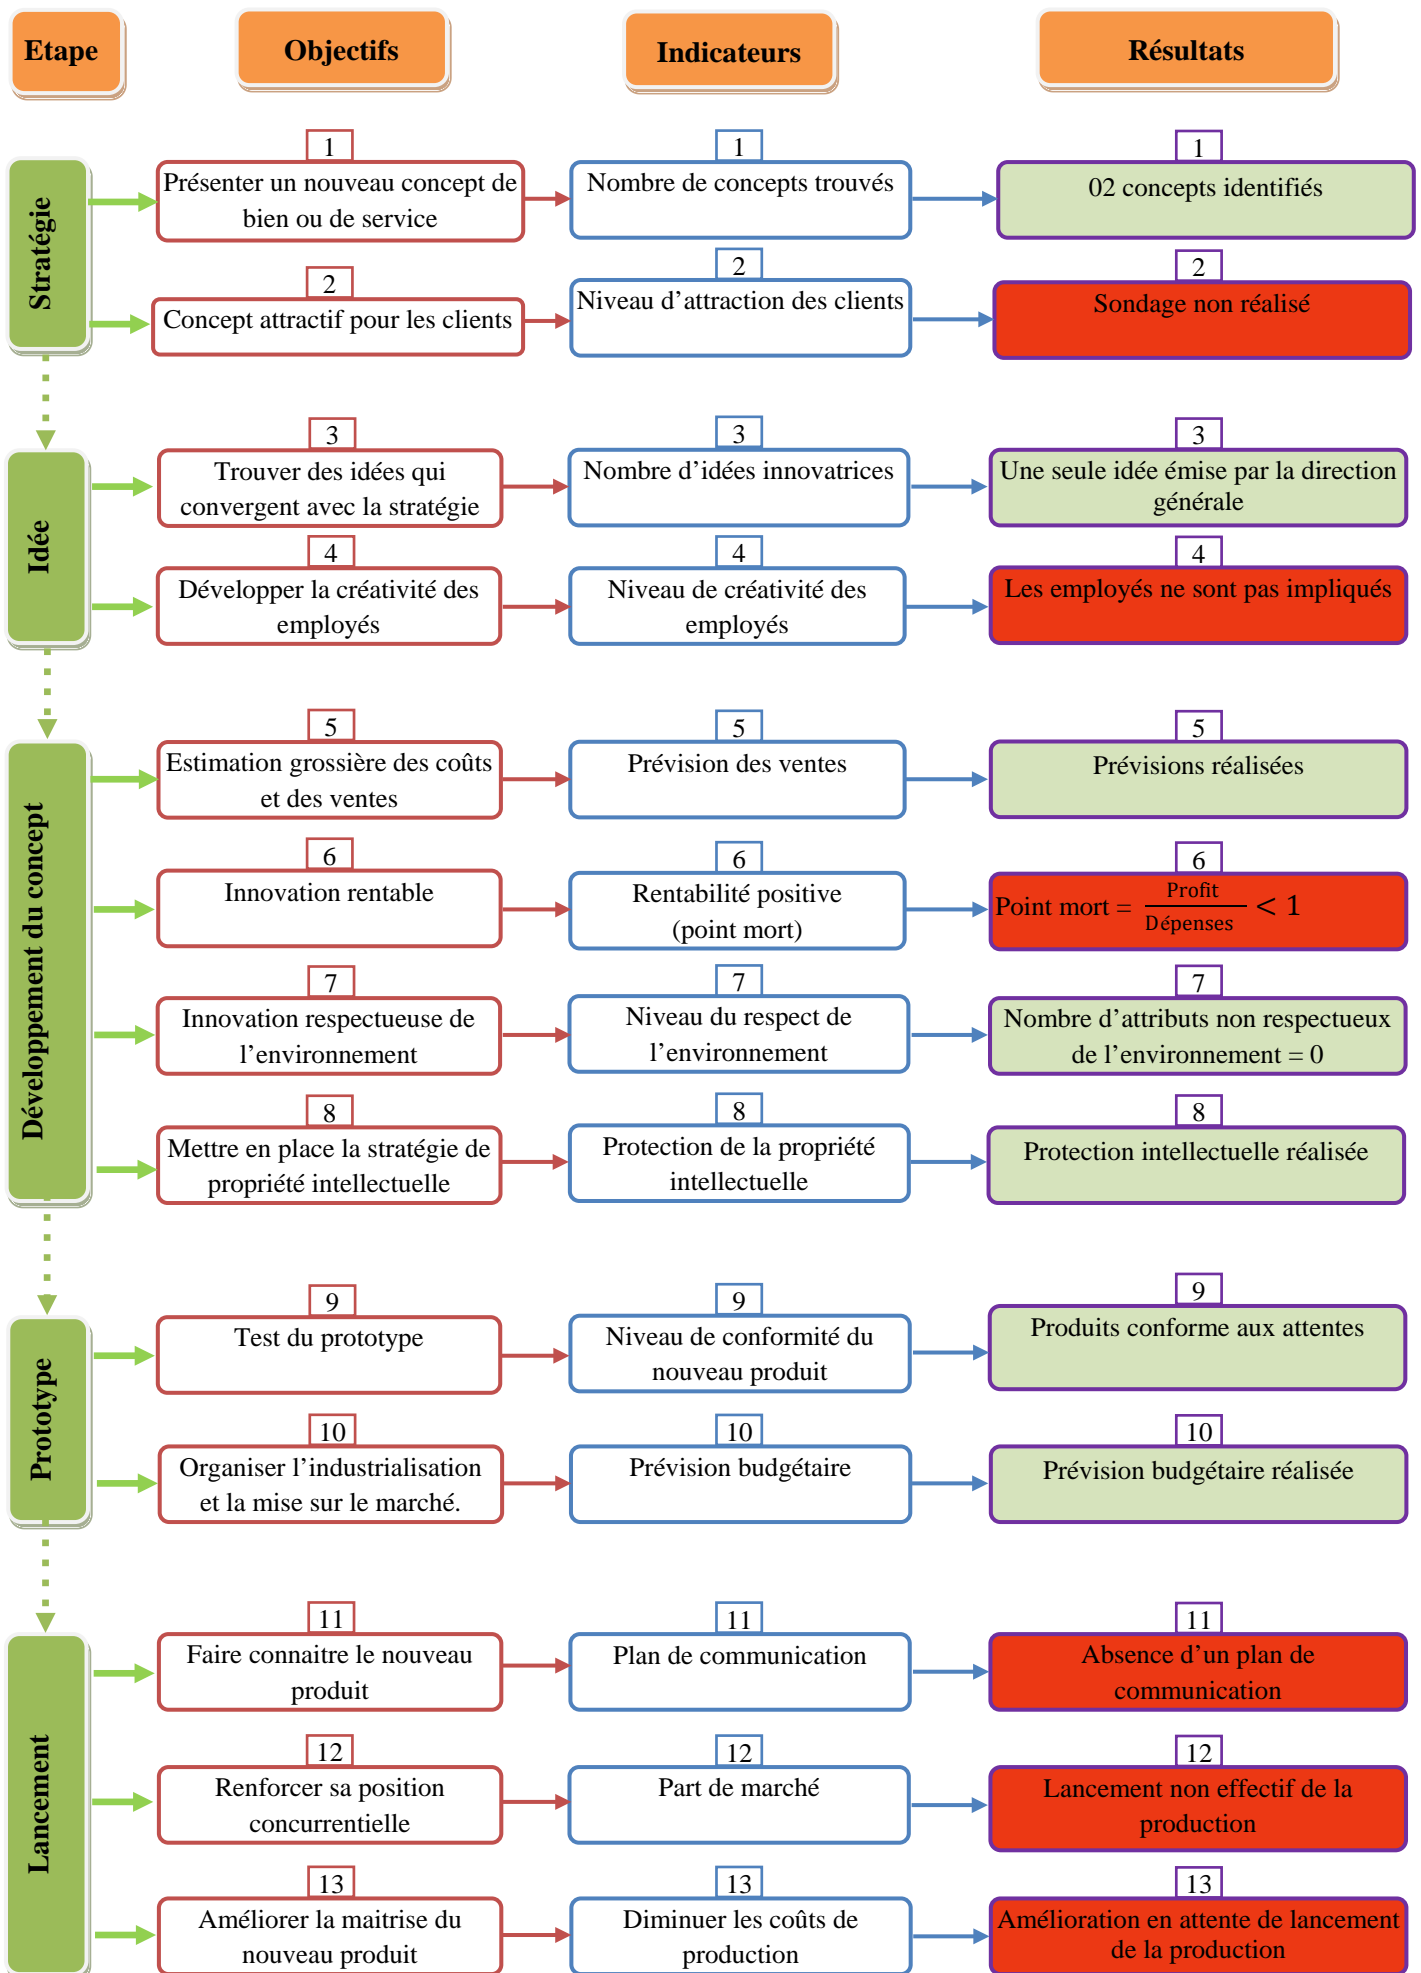 Etape
Objectifs
Indicateurs
Résultats
Stratégie
1
Présenter un nouveau concept de
bien ou de service
1
Nombre de concepts trouvés
1
02 concepts identifiés
2
Concept attractif pour les clients
2
Niveau d’attraction des clients
2
Sondage non réalisé
Idée
3
Trouver des idées qui
convergent avec la stratégie
3
Nombre d’idées innovatrices
3
Une seule idée émise par la direction
générale
4
Développer la créativité des
employés
4
Niveau de créativité des
employés
4
Les employés ne sont pas impliqués
Développement du concept
5
Estimation grossière des coûts
et des ventes
5
Prévision des ventes
5
Prévisions réalisées
6
Innovation rentable
6
Rentabilité positive
(point mort)
6
Point mort = Profit / Dépenses < 1
7
Innovation respectueuse de
l’environnement
7
Niveau du respect de
l’environnement
7
Nombre d’attributs non respectueux
de l’environnement = 0
8
Mettre en place la stratégie de
propriété intellectuelle
8
Protection de la propriété
intellectuelle
8
Protection intellectuelle réalisée
Prototype
9
Test du prototype
9
Niveau de conformité du
nouveau produit
9
Produits conforme aux attentes
10
Organiser l’industrialisation
et la mise sur le marché.
10
Prévision budgétaire
10
Prévision budgétaire réalisée
Lancement
11
Faire connaitre le nouveau
produit
11
Plan de communication
11
Absence d’un plan de
communication
12
Renforcer sa position
concurrentielle
12
Part de marché
12
Lancement non effectif de la
production
13
Améliorer la maitrise du
nouveau produit
13
Diminuer les coûts de
production
13
Amélioration en attente de lancement
de la production